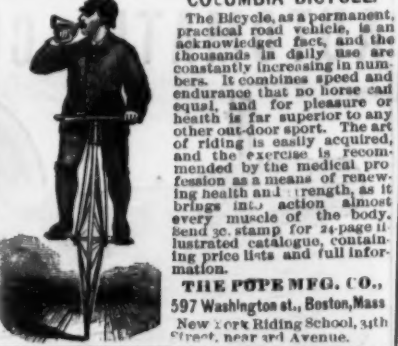 COLUMBIA BICYCLE.
The Bicycle, as a permanent,
practical road vehicle, is an
acknowledged fact, and the
thousands in daily use are
constantly increasing in num-
bers. It combines speed and
endurance that no horse can
equal, and for pleasure or
health is far superior to any
other out-door sport. The art
of riding is easily acquired,
and the exercise is recom-
mended by the medical pro-
fession as a means of renew-
ing health and strength, as it
brings into action almost
every muscle of the body.
Send 3c. stamp for 24-page il-
lustrated catalogue, contain-
ing price lists and full infor-
mation.
THE POPE MFG. CO.,
597 Washington st., Boston, Mass
New York Riding School, 34th
Street, near 3rd Avenue.